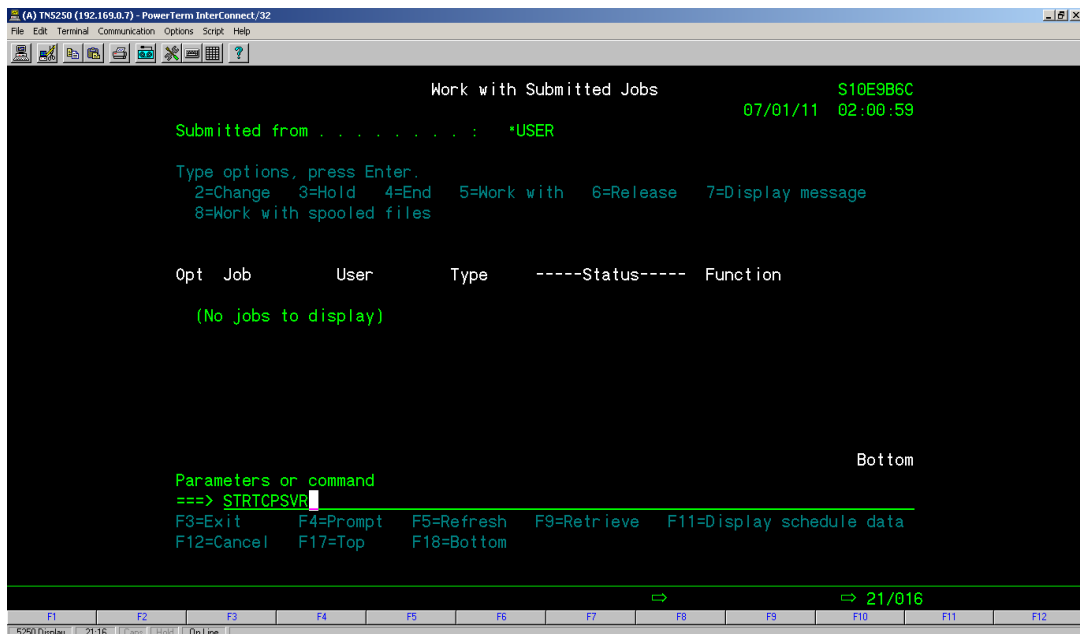 (A) TN5250 (192.169.0.7) - PowerTerm InterConnect/32
File Edit Terminal Communication Options Script Help
Work with Submitted Jobs S10E9B6C
07/01/11 02:00:59
Submitted from . . . . . . . . : *USER
Type options, press Enter.
2=Change 3=Hold 4=End 5=Work with 6=Release 7=Display message
8=Work with spooled files
Opt Job User Type -----Status----- Function
(No jobs to display)
Bottom
Parameters or command
===> STRTCPSVR
F3=Exit F4=Prompt F5=Refresh F9=Retrieve F11=Display schedule data
F12=Cancel F17=Top F18=Bottom
⇨ ⇨ 21/016
F1 F2 F3 F4 F5 F6 F7 F8 F9 F10 F11 F12
5250 Display 21:16 Caps Hold On Line